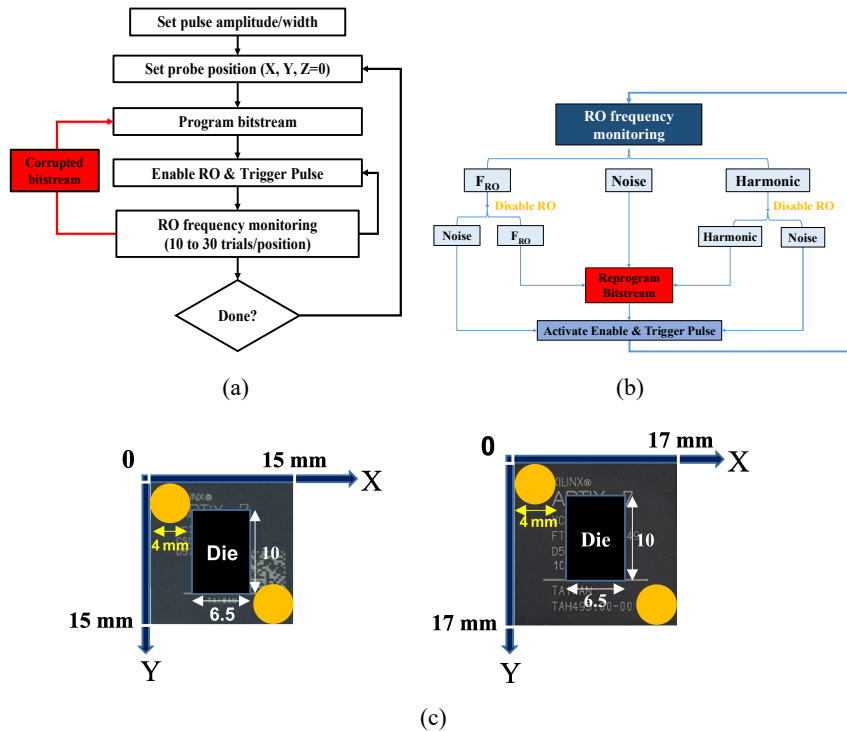 Set pulse amplitude/width
Set probe position (X, Y, Z=0)
Program bitstream
Corrupted
bitstream
Enable RO & Trigger Pulse
RO frequency monitoring
(10 to 30 trials/position)
Done?
(a)
RO frequency
monitoring
FRO
Noise
Harmonic
Disable RO
Disable RO
Noise
FRO
Harmonic
Noise
Reprogram
Bitstream
Activate Enable & Trigger Pulse
(b)
0
15 mm
X
4 mm
Die
10
6.5
15 mm
Y
0
17 mm
X
XILINX®
4 mm
Die
10
6.5
TAH495
17 mm
Y
(c)